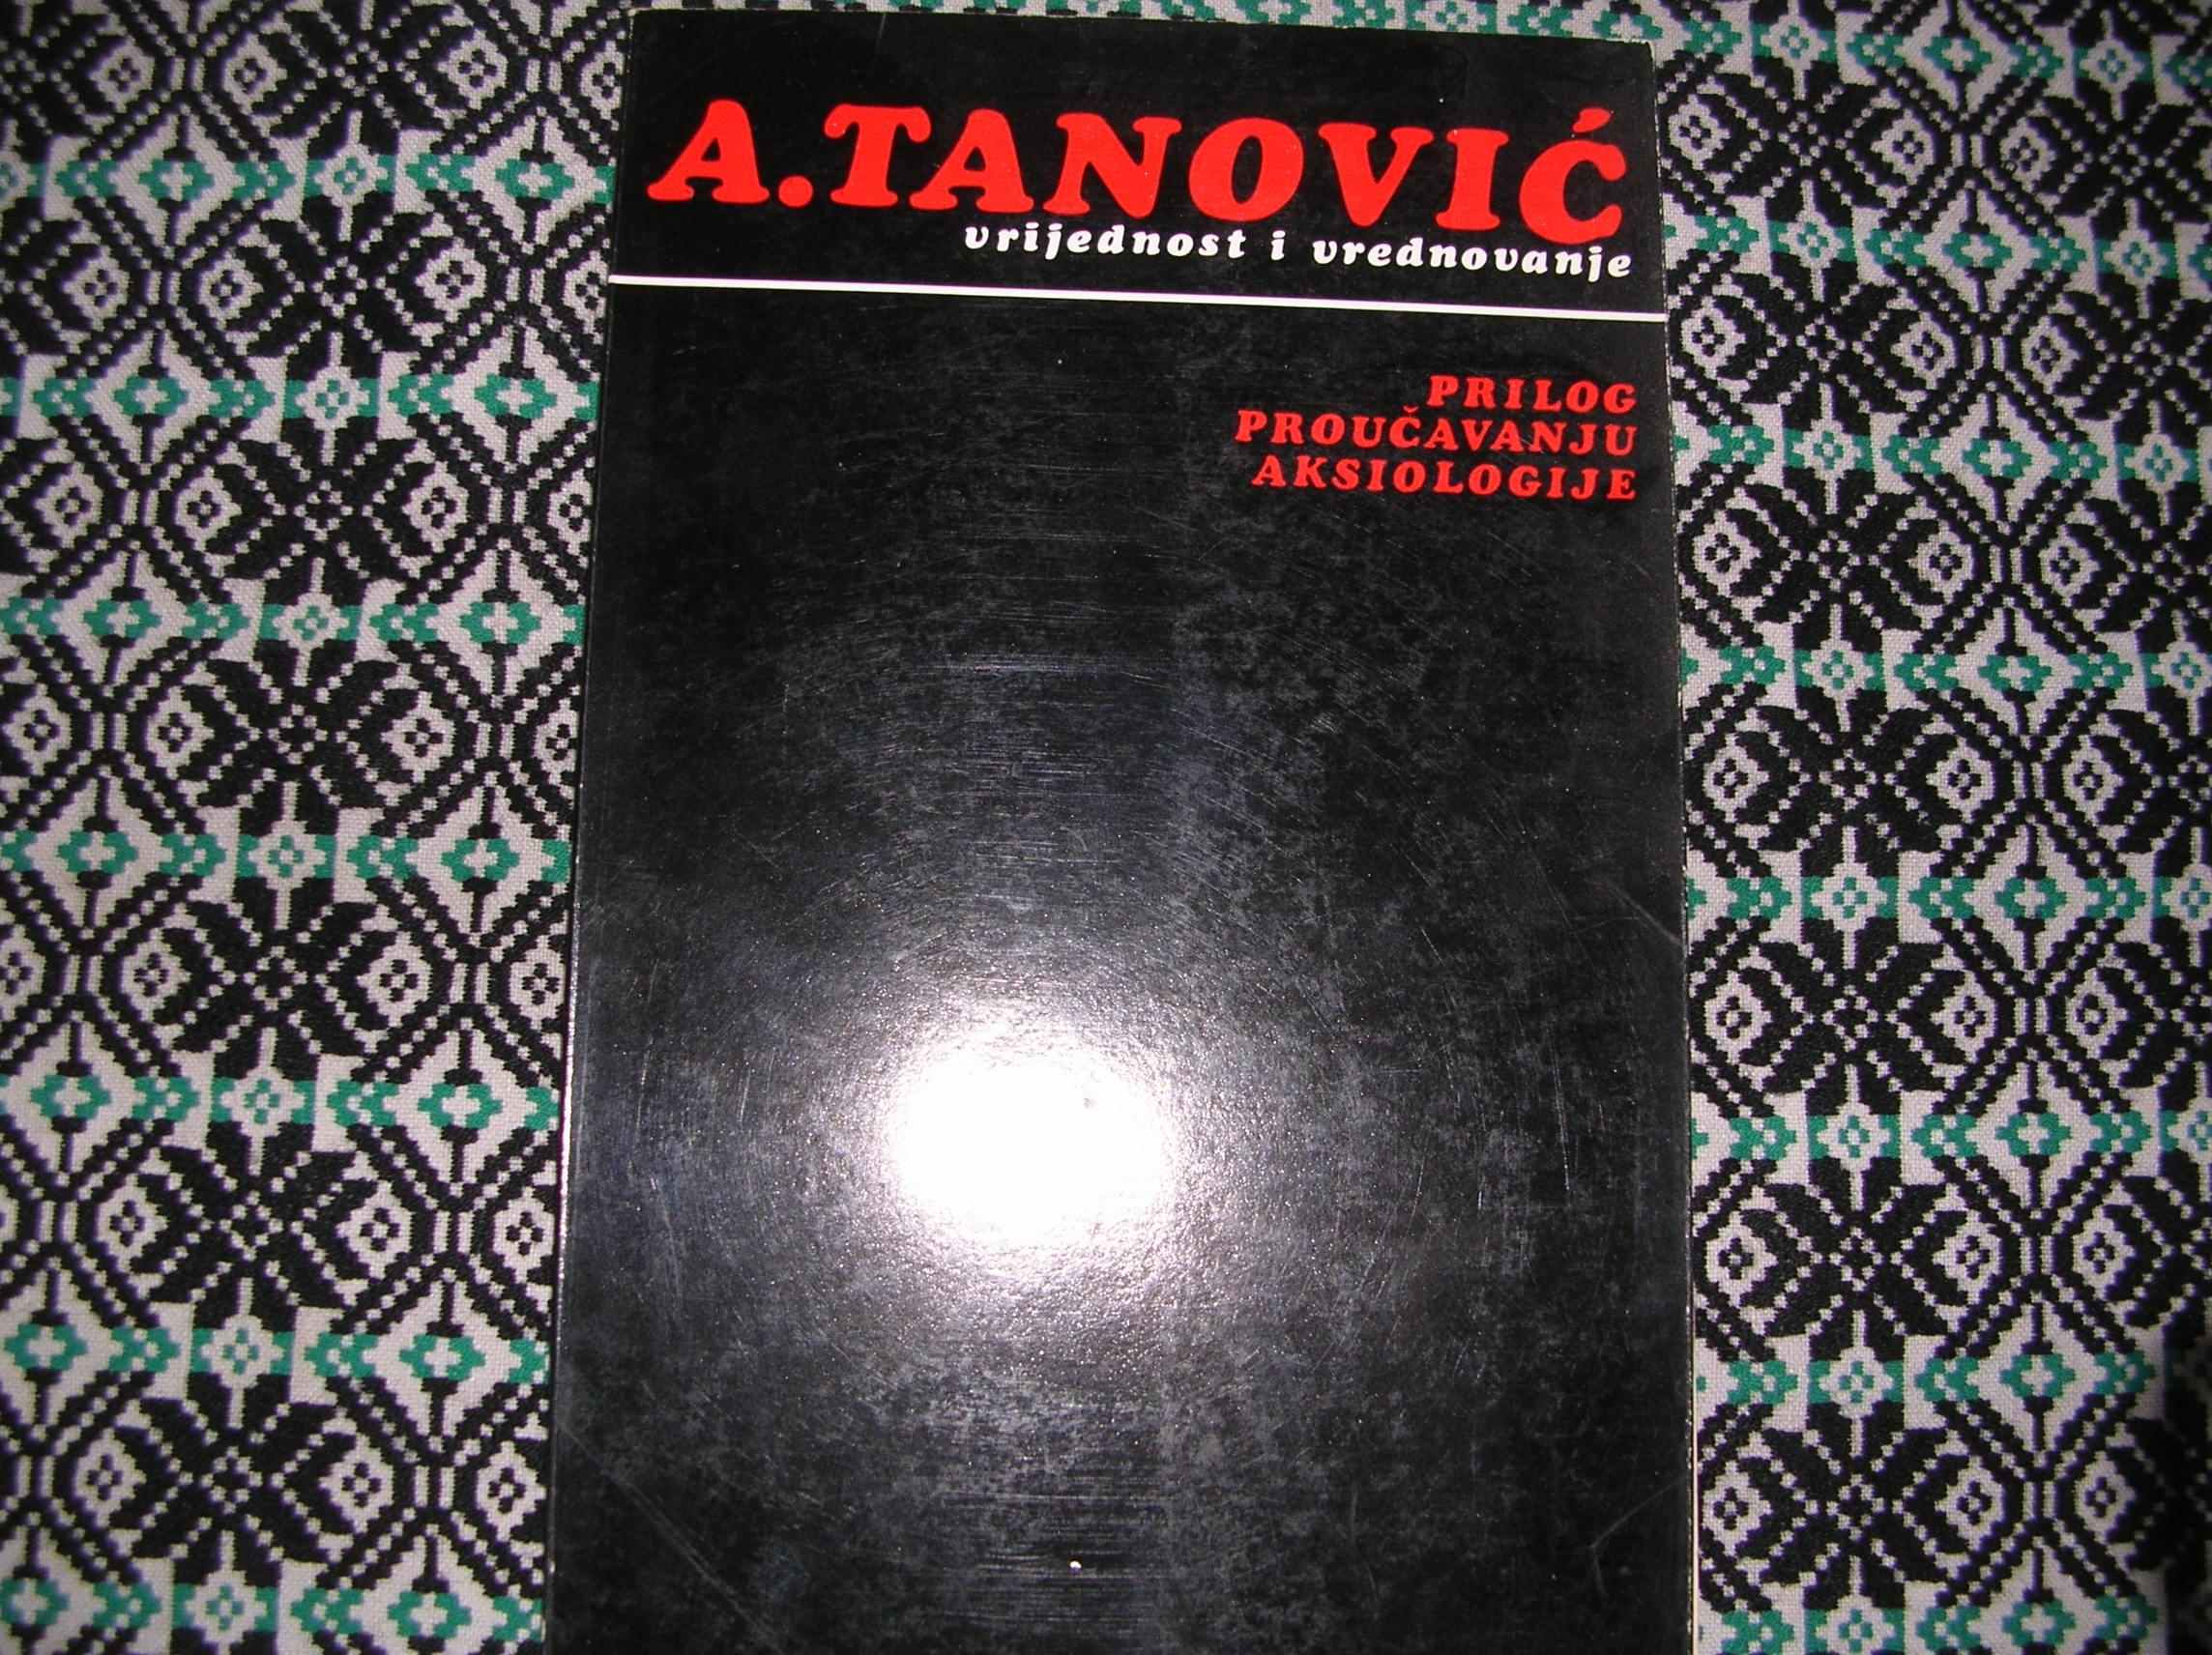 A.TANOVIĆ
vrijednost i vrednovanje
PRILOG
PROUČAVANJU
AKSIOLOGIJE